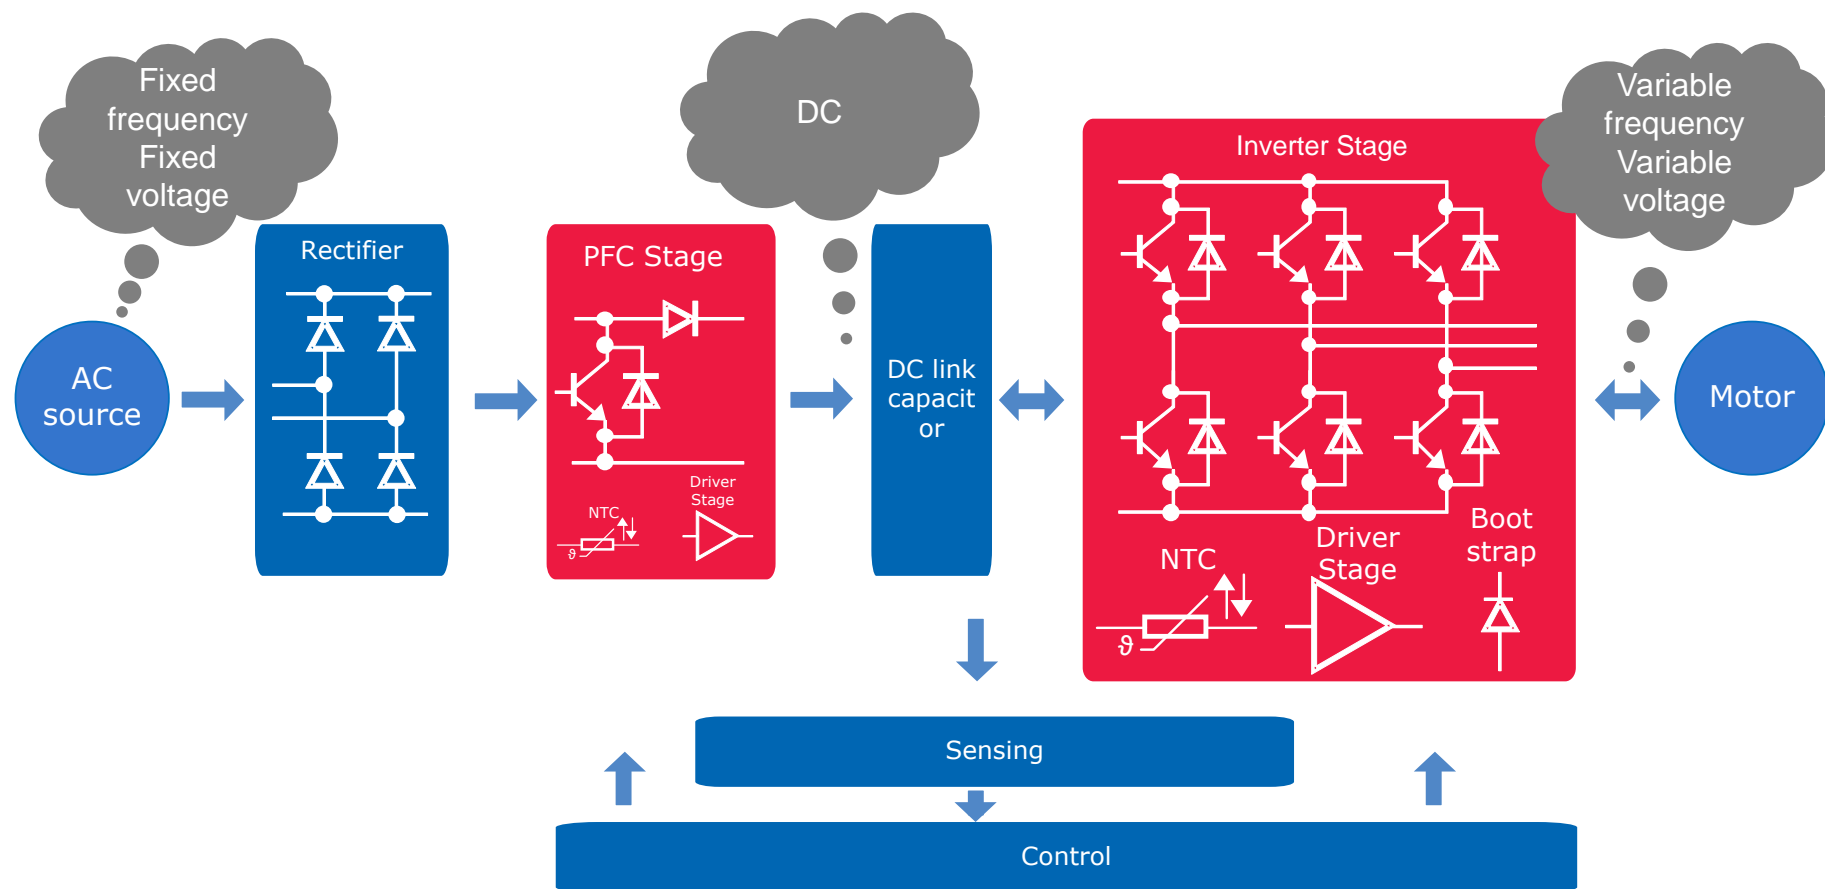 Fixed
frequency
Fixed
voltage
DC
Variable
frequency
Variable
voltage
Inverter Stage
Rectifier
PFC Stage
AC
source
DC link
capacit
or
Motor
Driver
Stage
NTC
ϑ
Boot
strap
Driver
Stage
NTC
ϑ
Sensing
Control